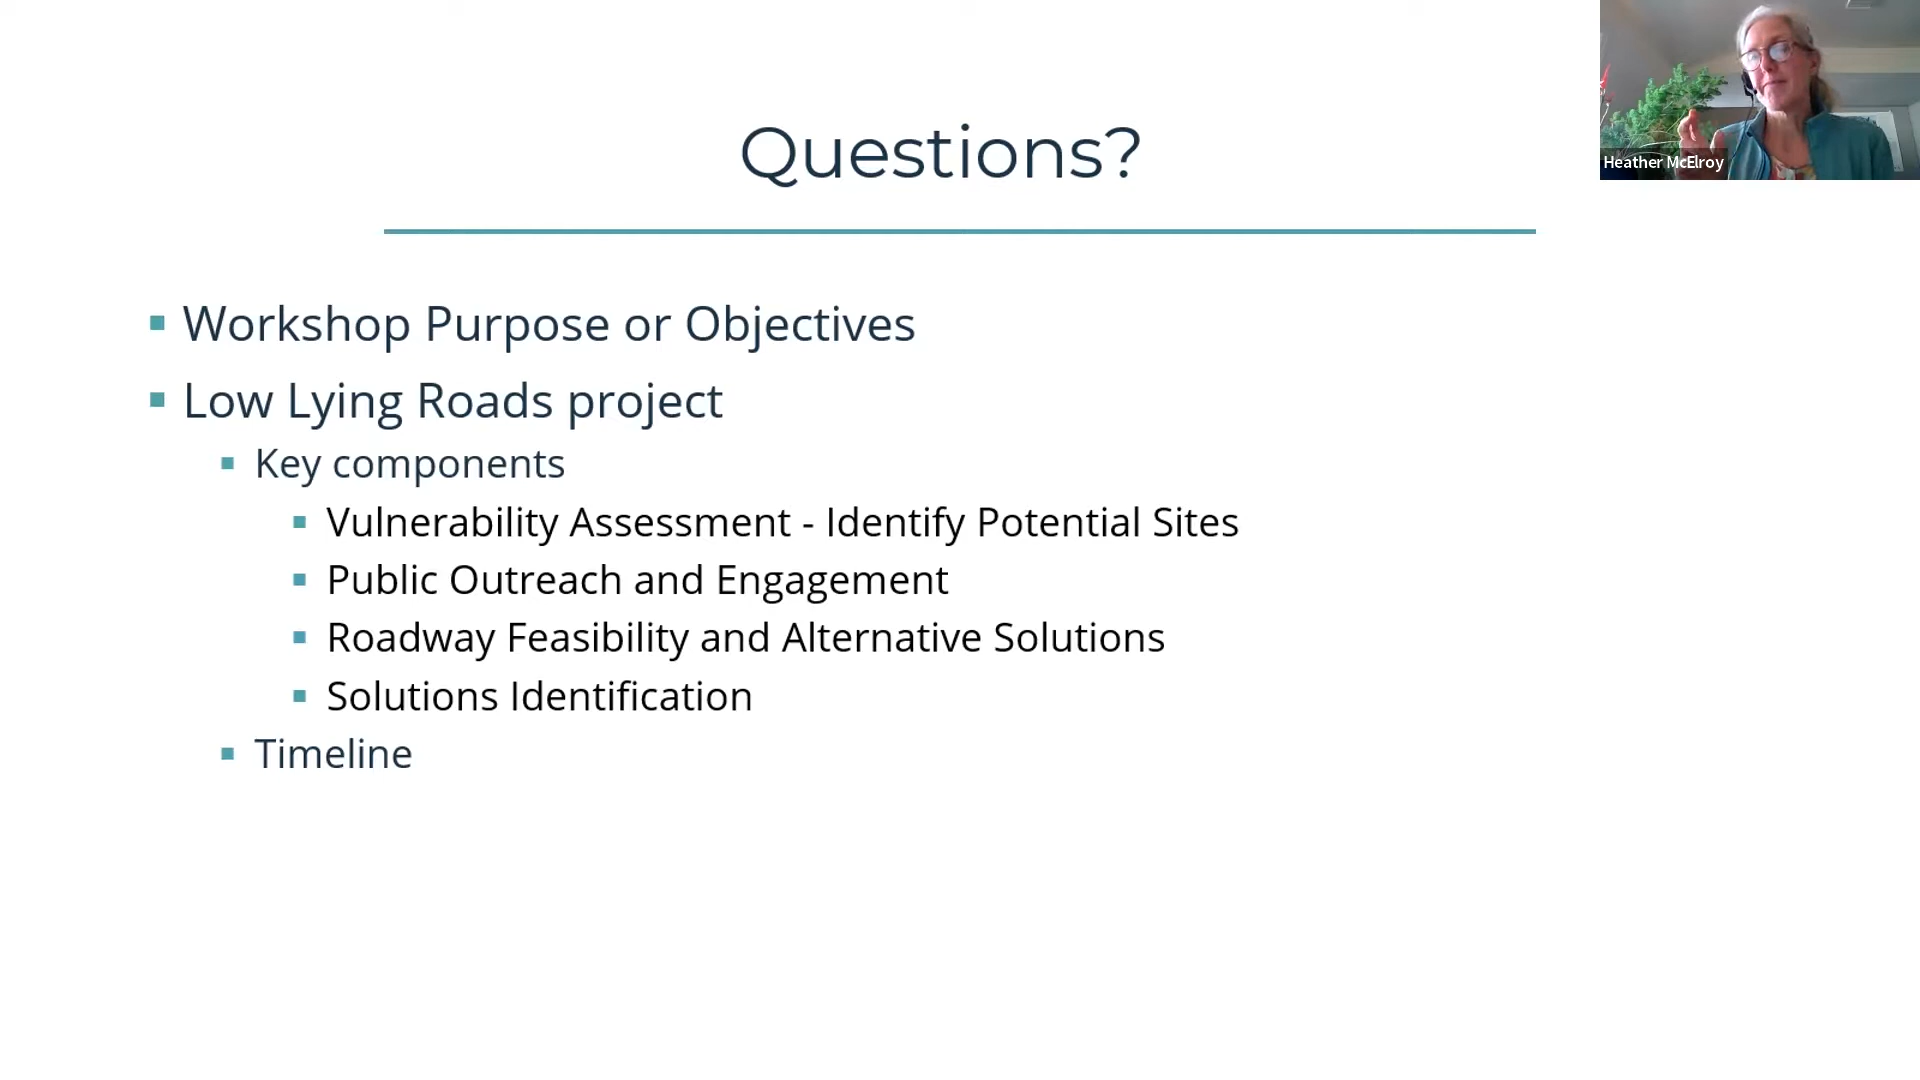 Questions?
Heather McElroy
Workshop Purpose or Objectives
Low Lying Roads project
Key components
Vulnerability Assessment - Identify Potential Sites
Public Outreach and Engagement
Roadway Feasibility and Alternative Solutions
Solutions Identification
Timeline